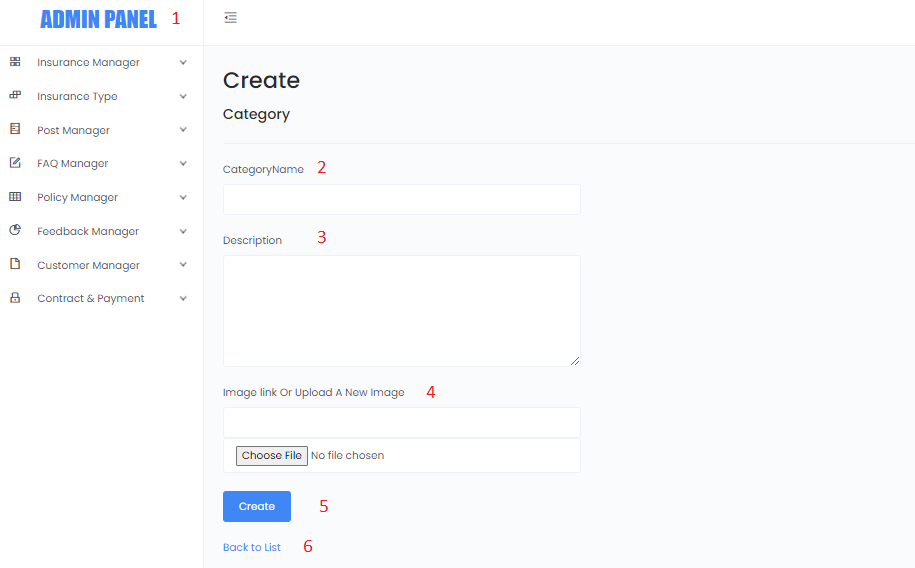 ADMIN PANEL 1
Insurance Manager
Insurance Type
Post Manager
FAQ Manager
Policy Manager
Feedback Manager
Customer Manager
Contract & Payment
Create
Category
CategoryName 2
Description 3
Image link Or Upload A New Image 4
Choose File No file chosen
Create 5
Back to List 6